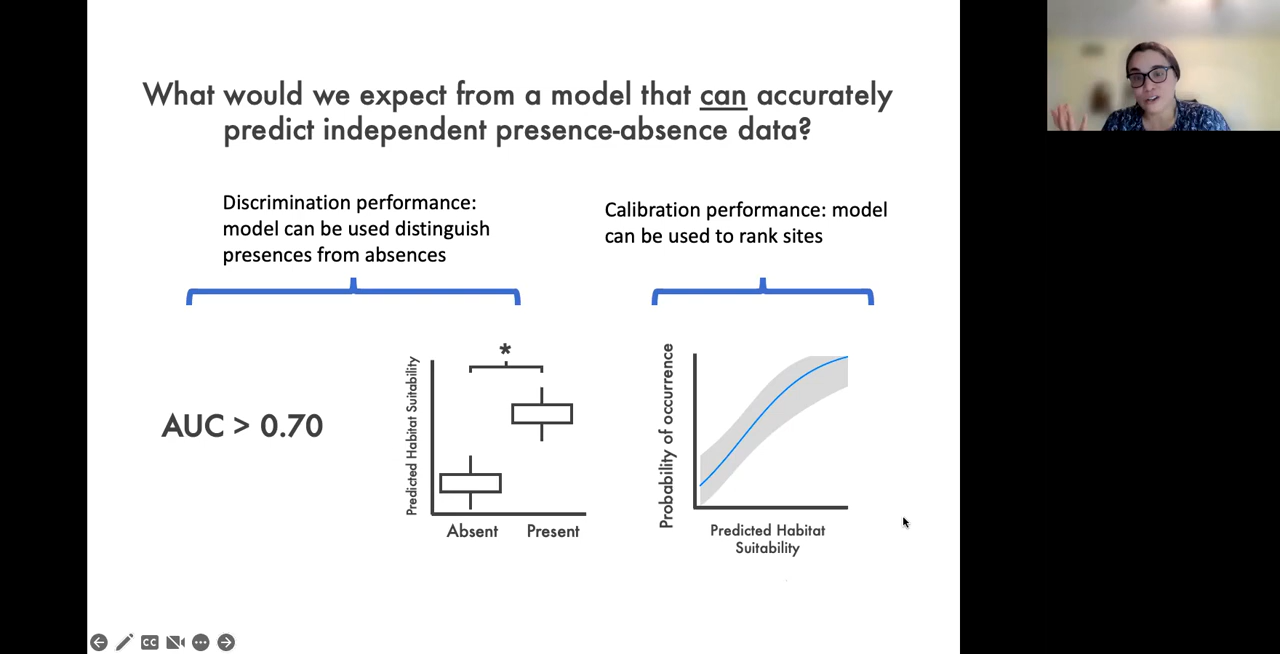 What would we expect from a model that can accurately
predict independent presence-absence data?
Discrimination performance:
model can be used distinguish
presences from absences
Calibration performance: model
can be used to rank sites
AUC > 0.70
Predicted Habitat Suitability
*
Absent
Present
Probability of occurrence
Predicted Habitat
Suitability
CC